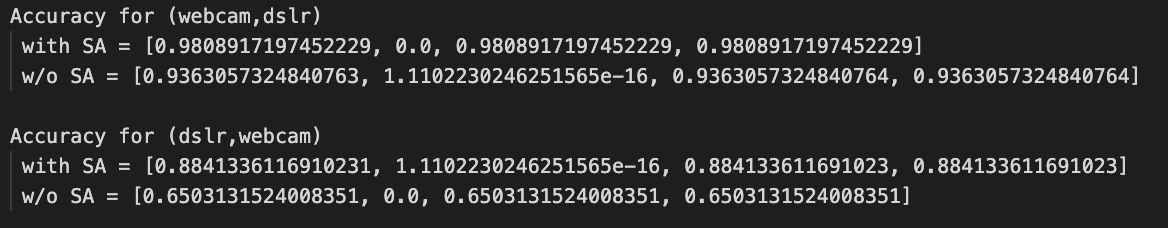 Accuracy for (webcam,dslr)
with SA = [0.9808917197452229, 0.0, 0.9808917197452229, 0.9808917197452229]
w/o SA = [0.9363057324840763, 1.1102230246251565e-16, 0.9363057324840764, 0.9363057324840764]
Accuracy for (dslr,webcam)
with SA = [0.8841336116910231, 1.1102230246251565e-16, 0.884133611691023, 0.884133611691023]
w/o SA = [0.6503131524008351, 0.0, 0.6503131524008351, 0.6503131524008351]